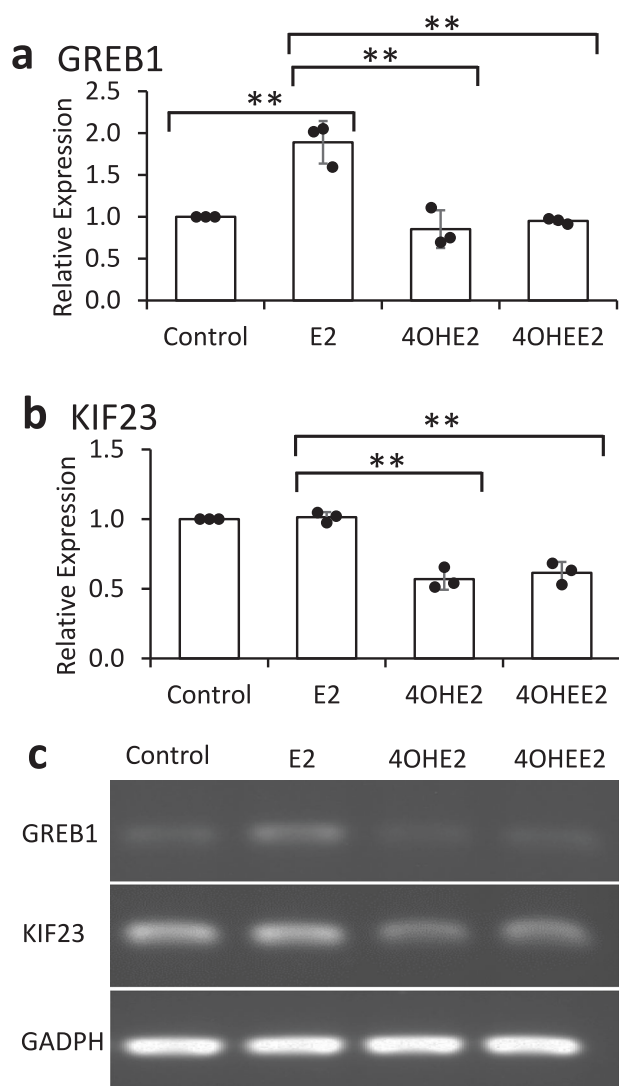 a GREB1
**
**
**
Relative Expression
2.5
2.0
1.5
1.0
0.5
0.0
Control E2 4OHE2 4OHEE2
b KIF23
**
**
Relative Expression
1.5
1.0
0.5
0.0
Control E2 4OHE2 4OHEE2
c
Control E2 4OHE2 4OHEE2
GREB1
KIF23
GADPH